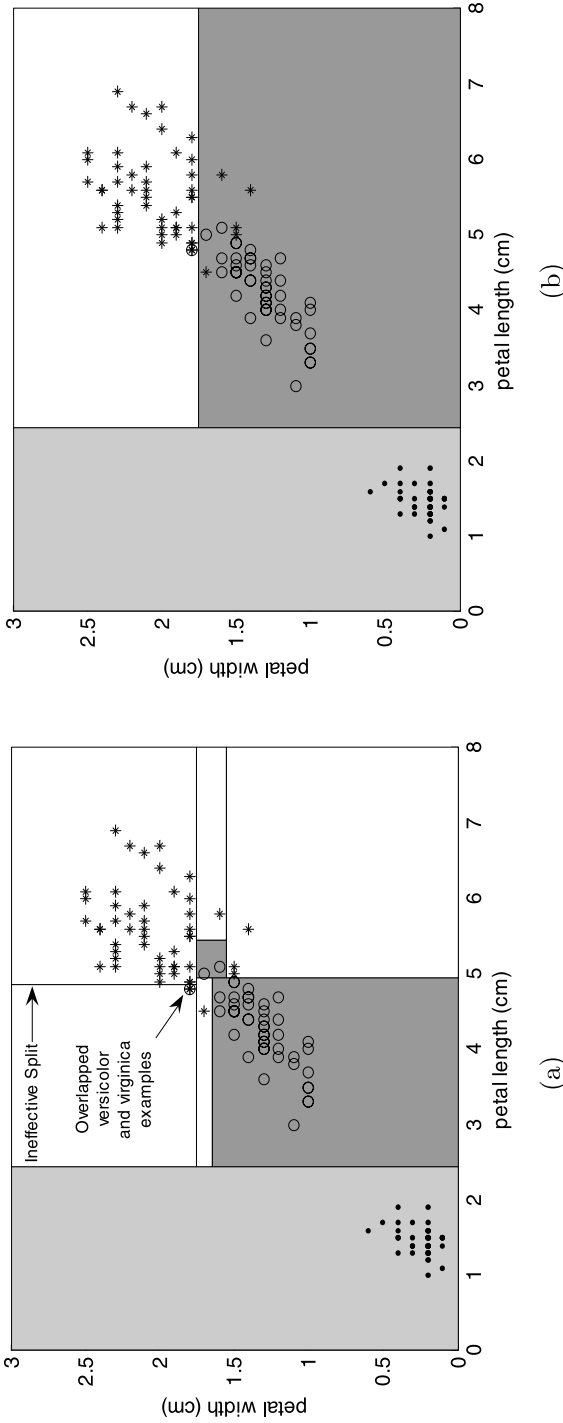 3
2.5
2
1.5
1
0.5
0
petal width (cm)
Ineffective Split
Overlapped
versicolor
and virginica
examples
0
1
2
3
4
5
6
7
8
petal length (cm)
(a)
3
2.5
2
1.5
1
0.5
0
petal width (cm)
0
1
2
3
4
5
6
7
8
petal length (cm)
(b)